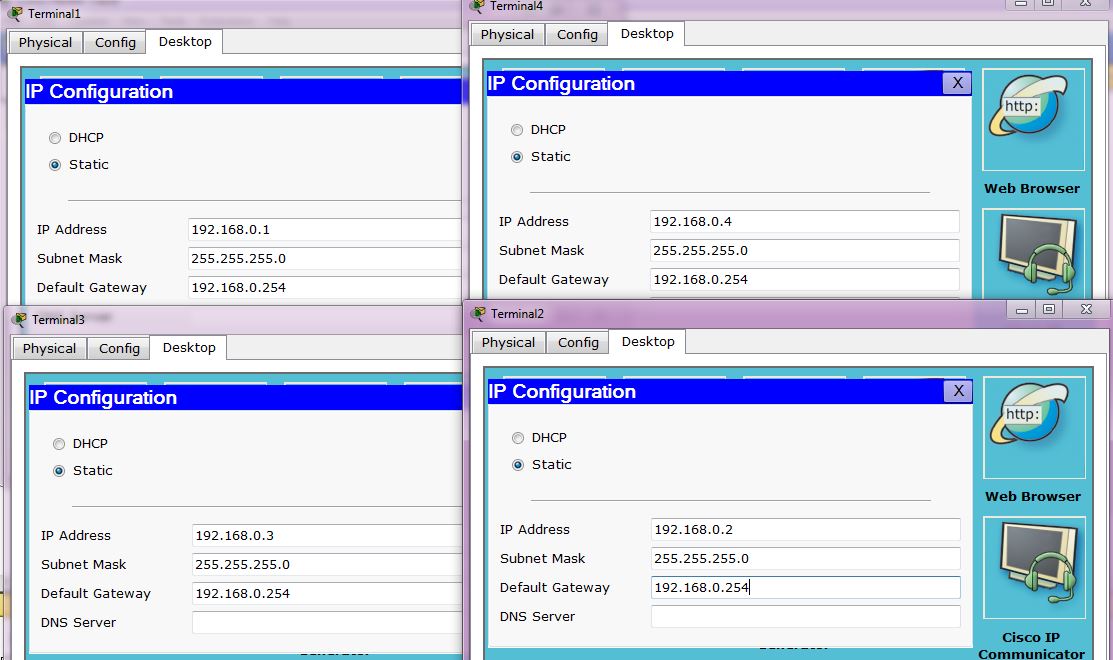 Terminal1
Physical Config Desktop
IP Configuration
DHCP
Static
IP Address 192.168.0.1
Subnet Mask 255.255.255.0
Default Gateway 192.168.0.254
Terminal4
Physical Config Desktop
IP Configuration X
DHCP
Static
IP Address 192.168.0.4
Subnet Mask 255.255.255.0
Default Gateway 192.168.0.254
http:
Web Browser
Terminal3
Physical Config Desktop
IP Configuration
DHCP
Static
IP Address 192.168.0.3
Subnet Mask 255.255.255.0
Default Gateway 192.168.0.254
DNS Server
Terminal2
Physical Config Desktop
IP Configuration X
DHCP
Static
IP Address 192.168.0.2
Subnet Mask 255.255.255.0
Default Gateway 192.168.0.254
DNS Server
http:
Web Browser
Cisco IP
Communicator